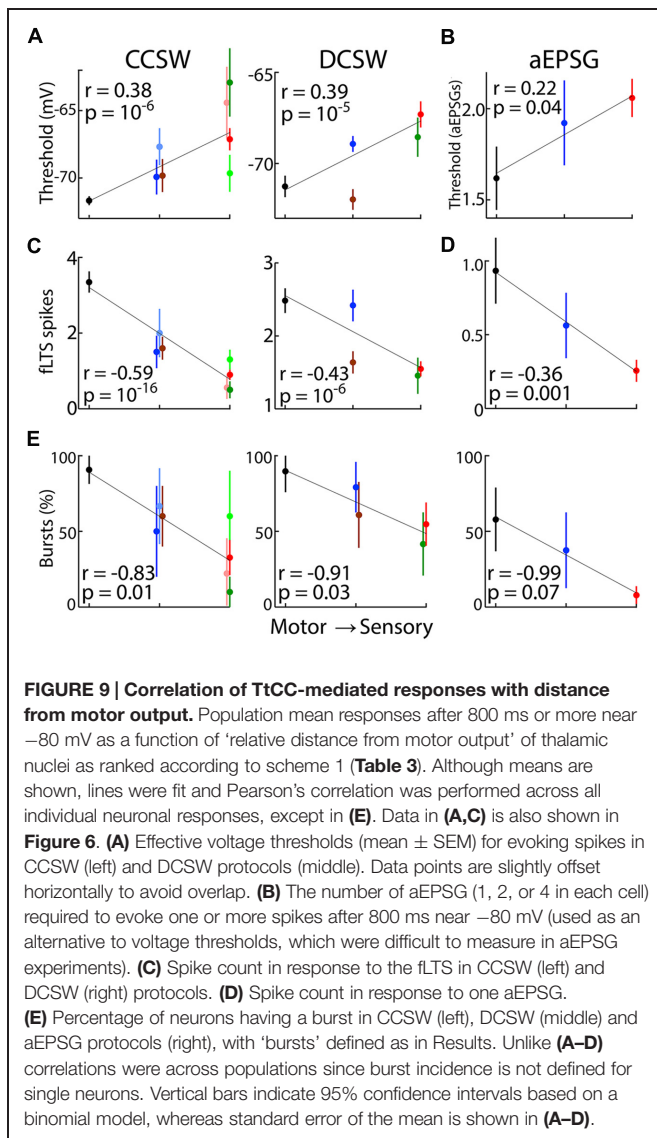 A
CCSW
DCSW
B
aEPSG
Threshold (mV)
-65
-70
r = 0.38
p = 10-6
-65
-70
r = 0.39
p = 10-5
Threshold (aEPSGs)
2.0
1.5
r = 0.22
p = 0.04
C
D
fLTS spikes
4
2
0
r = -0.59
p = 10-16
3
2
1
r = -0.43
p = 10-6
1.0
0.5
0
r = -0.36
p = 0.001
E
Bursts (%)
100
50
0
r = -0.83
p = 0.01
100
50
0
r = -0.91
p = 0.03
100
50
0
r = -0.99
p = 0.07
Motor → Sensory
FIGURE 9 | Correlation of TtCC-mediated responses with distance
from motor output. Population mean responses after 800 ms or more near
−80 mV as a function of ‘relative distance from motor output’ of thalamic
nuclei as ranked according to scheme 1 (Table 3). Although means are
shown, lines were fit and Pearson’s correlation was performed across all
individual neuronal responses, except in (E). Data in (A,C) is also shown in
Figure 6. (A) Effective voltage thresholds (mean ± SEM) for evoking spikes in
CCSW (left) and DCSW protocols (middle). Data points are slightly offset
horizontally to avoid overlap. (B) The number of aEPSG (1, 2, or 4 in each cell)
required to evoke one or more spikes after 800 ms near −80 mV (used as an
alternative to voltage thresholds, which were difficult to measure in aEPSG
experiments). (C) Spike count in response to the fLTS in CCSW (left) and
DCSW (right) protocols. (D) Spike count in response to one aEPSG.
(E) Percentage of neurons having a burst in CCSW (left), DCSW (middle) and
aEPSG protocols (right), with ‘bursts’ defined as in Results. Unlike (A–D)
correlations were across populations since burst incidence is not defined for
single neurons. Vertical bars indicate 95% confidence intervals based on a
binomial model, whereas standard error of the mean is shown in (A–D).